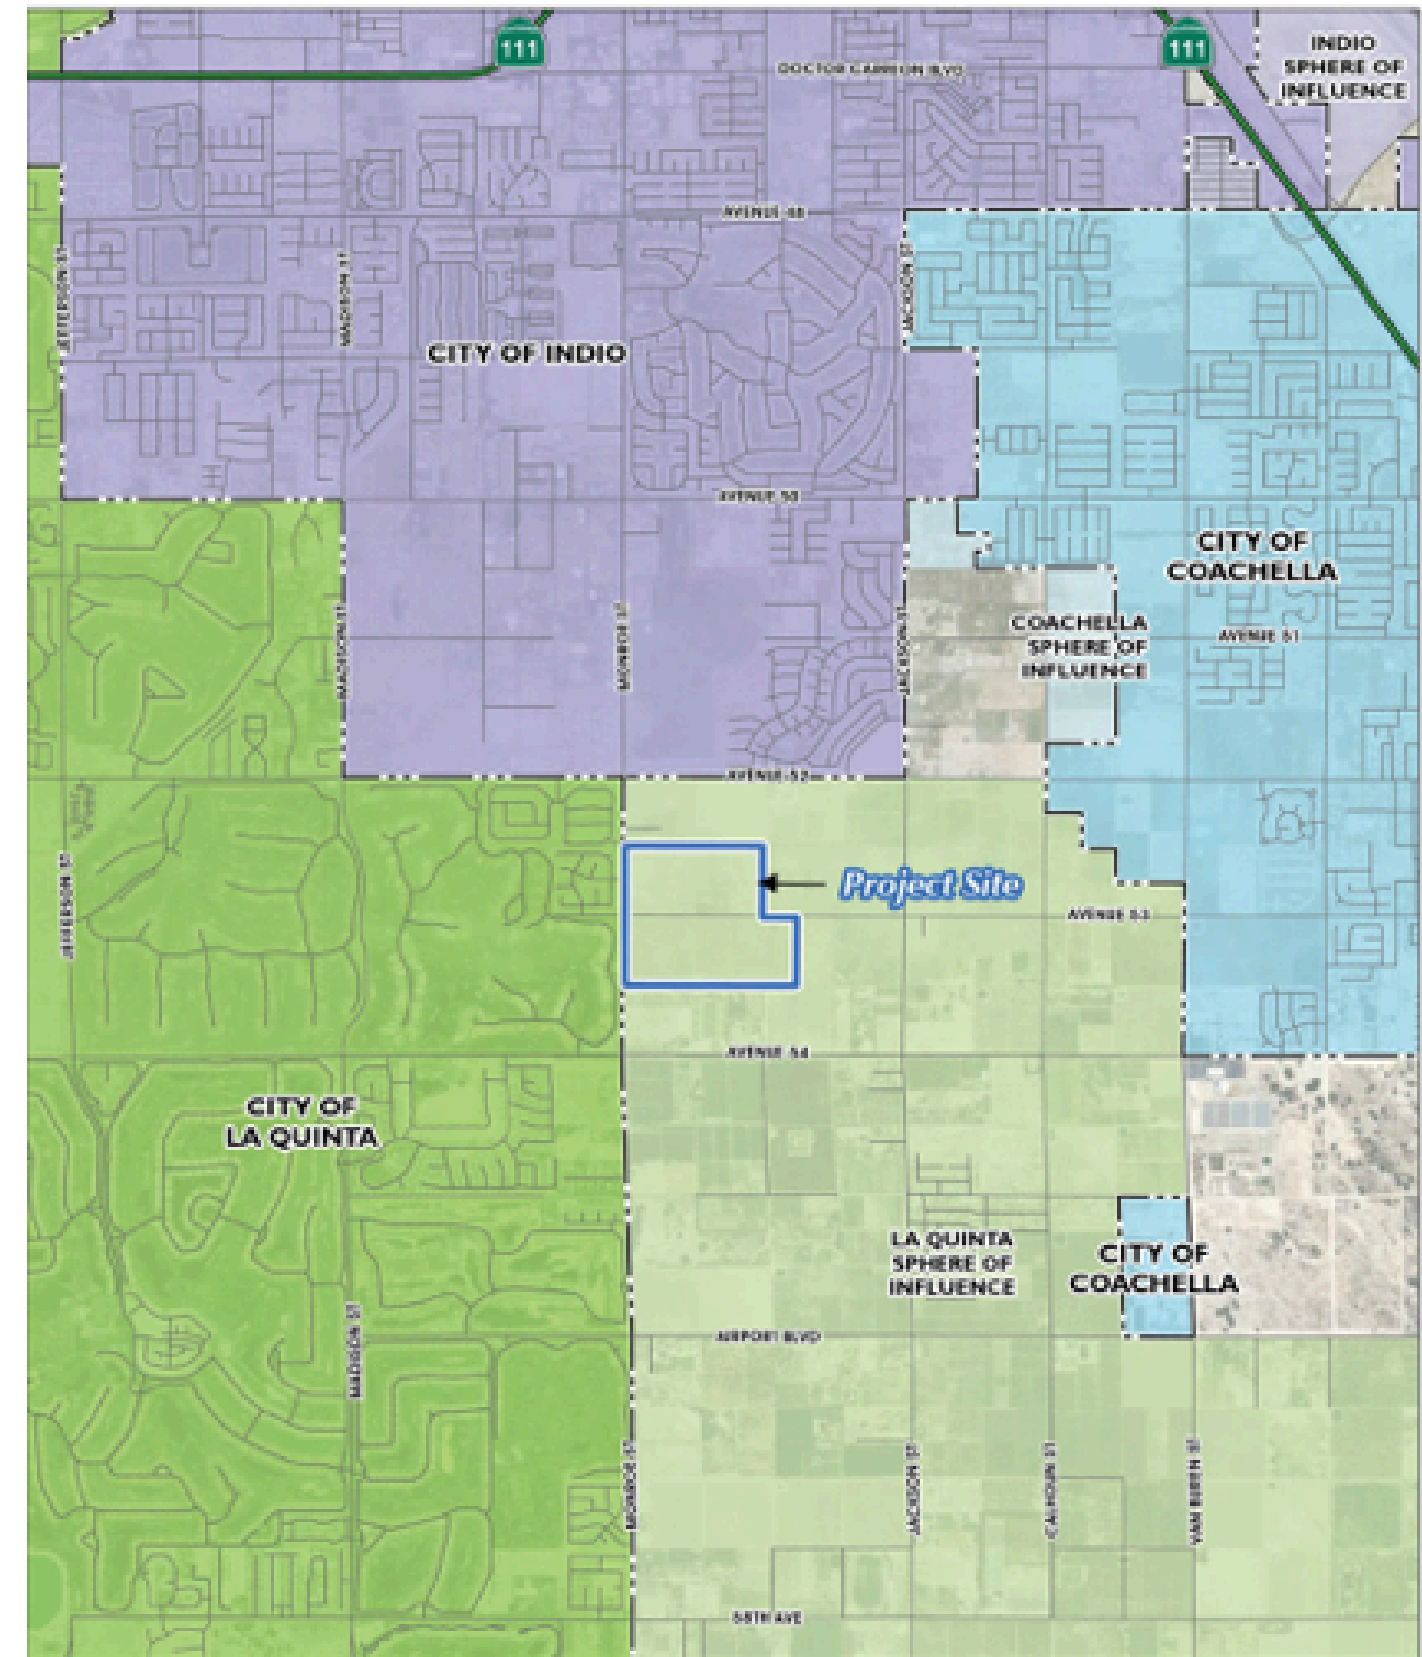 111
111
INDIO
SPHERE OF
INFLUENCE
DOCTOR CARREON BLVD
AVENUE 48
JEFFERSON ST
MADISON ST
JACKSON ST
CITY OF INDIO
AVENUE 50
CITY OF
COACHELLA
MADISON ST
MONROE ST
JACKSON ST
COACHELLA
SPHERE OF
INFLUENCE
AVENUE 51
AVENUE 52
JEFFERSON ST
Project Site
AVENUE 53
AVENUE 54
CITY OF
LA QUINTA
LA QUINTA
SPHERE OF
INFLUENCE
CITY OF
COACHELLA
AIRPORT BLVD
MADISON ST
MONROE ST
JACKSON ST
CALHOUN ST
VAN BUREN ST
58TH AVE